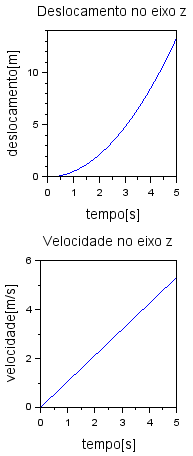 Deslocamento no eixo z
deslocamento[m]
10
5
0
0 1 2 3 4 5
tempo[s]
Velocidade no eixo z
velocidade[m/s]
6
4
2
0
0 1 2 3 4 5
tempo[s]